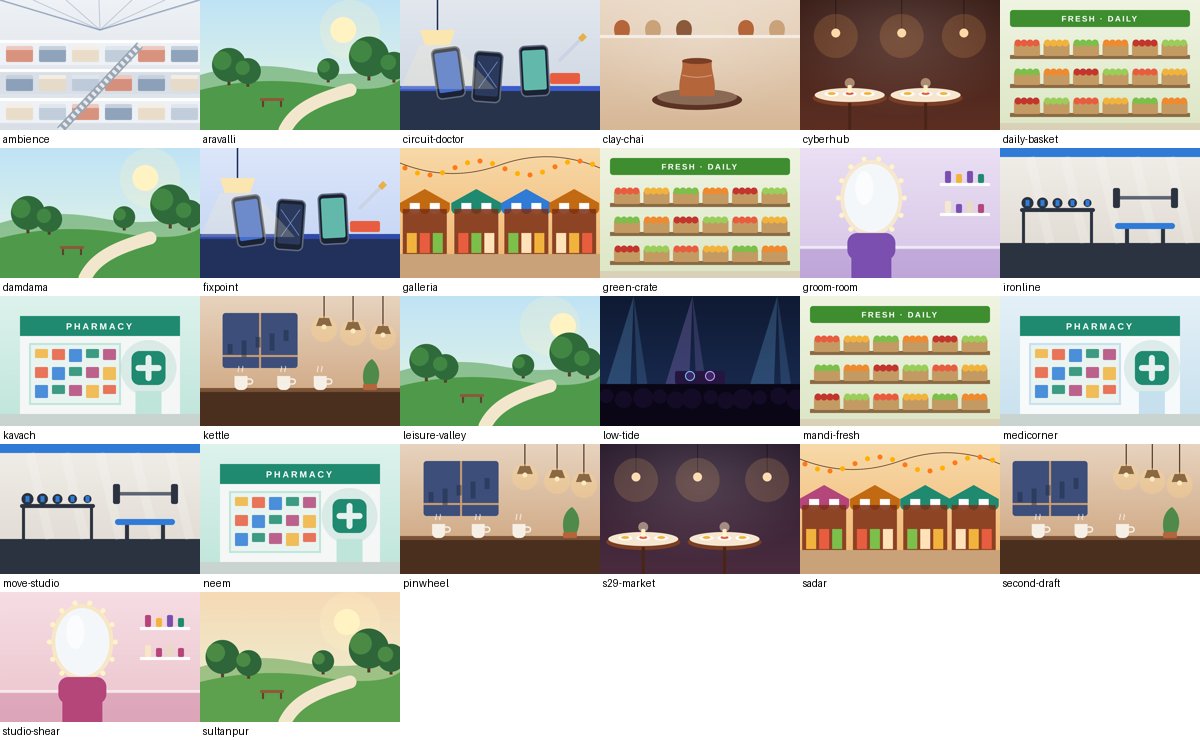 FRESH · DAILY
ambience
aravalli
circuit-doctor
clay-chai
cyberhub
daily-basket
FRESH · DAILY
damdama
fixpoint
galleria
green-crate
groom-room
ironline
PHARMACY
FRESH · DAILY
PHARMACY
kavach
kettle
leisure-valley
low-tide
mandi-fresh
medicorner
PHARMACY
move-studio
neem
pinwheel
s29-market
sadar
second-draft
studio-shear
sultanpur